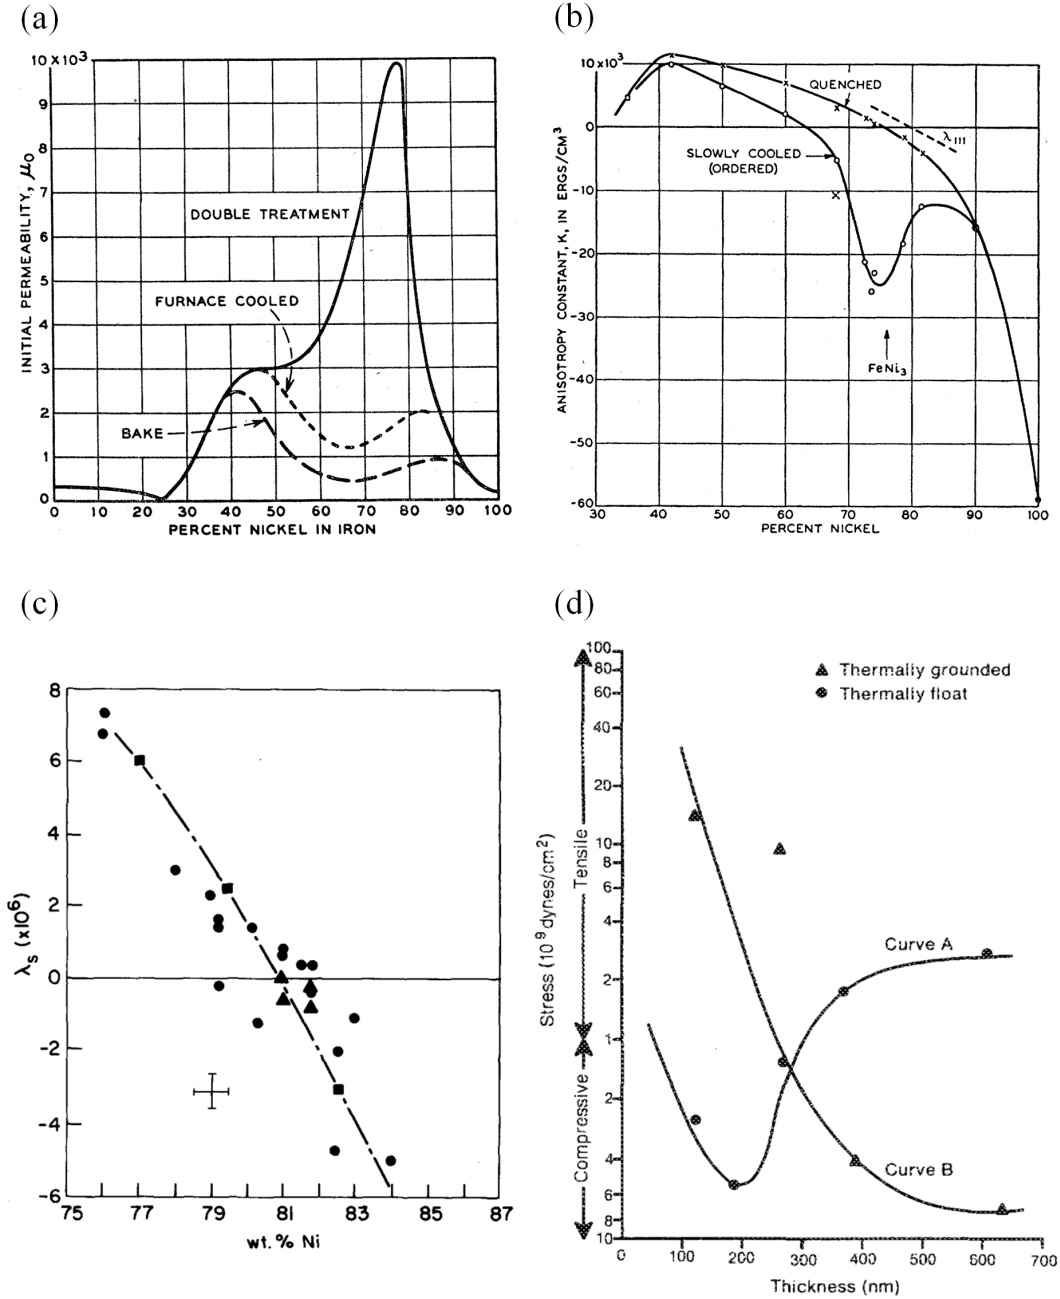 (a)
10 × 10³
9
8
7
6
5
4
3
2
1
0
INITIAL PERMEABILITY, μ₀
DOUBLE TREATMENT
FURNACE COOLED
BAKE
0 10 20 30 40 50 60 70 80 90 100
PERCENT NICKEL IN IRON
(b)
10 ×10³
0
-10
-20
-30
-40
-50
-60
ANISOTROPY CONSTANT, K, IN ERGS/CM³
QUENCHED
λ₁₁₁
SLOWLY COOLED
(ORDERED)
FeNi₃
30 40 50 60 70 80 90 100
PERCENT NICKEL
(c)
8
6
4
2
0
-2
-4
-6
λs (x10⁶)
75 79 81 83 85 87
wt. % Ni
(d)
100
80
60
40
20
10
8
6
4
2
1
2
4
6
8
10
Stress (10⁹ dynes/cm²)
Tensile
Compressive
Thermally grounded
Thermally float
Curve A
Curve B
0 100 200 300 400 500 600 700
Thickness (nm)